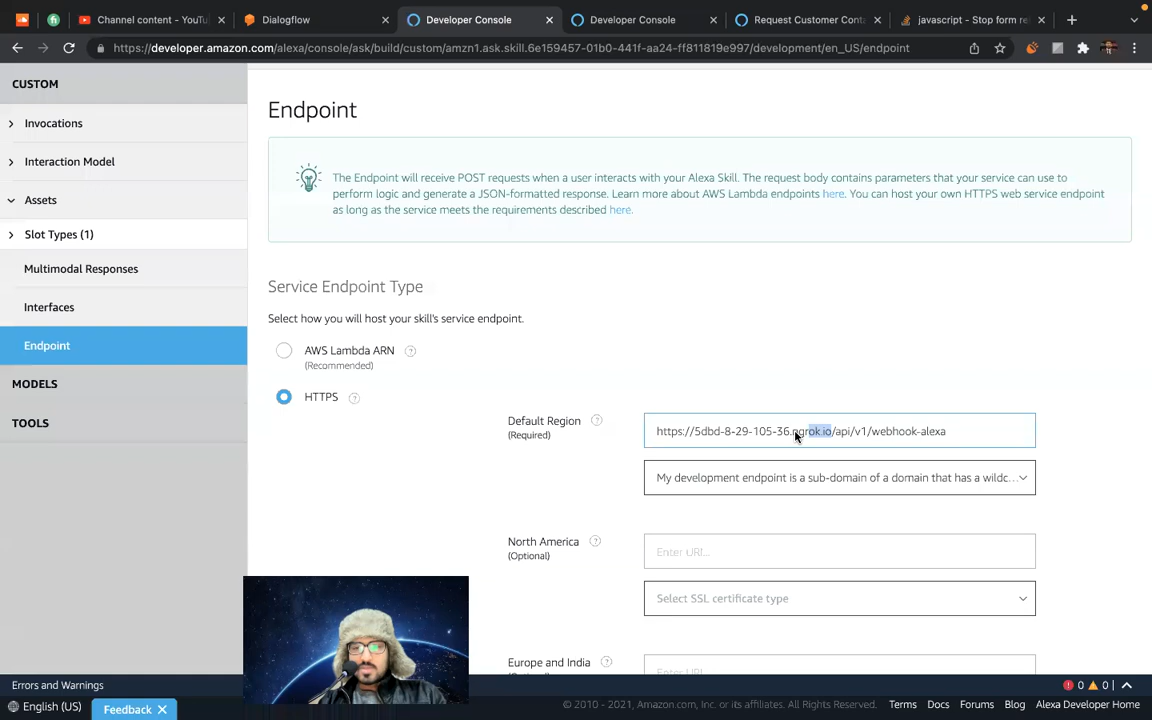 Channel content - YouTu
Dialogflow
Developer Console
Developer Console
Request Customer Conta
javascript - Stop form re
https://developer.amazon.com/alexa/console/ask/build/custom/amzn1.ask.skill.6e159457-01b0-441f-aa24-ff811819e997/development/en_US/endpoint
CUSTOM
Invocations
Interaction Model
Assets
Slot Types (1)
Multimodal Responses
Interfaces
Endpoint
MODELS
TOOLS
Endpoint
The Endpoint will receive POST requests when a user interacts with your Alexa Skill. The request body contains parameters that your service can use to
perform logic and generate a JSON-formatted response. Learn more about AWS Lambda endpoints here. You can host your own HTTPS web service endpoint
as long as the service meets the requirements described here.
Service Endpoint Type
Select how you will host your skill's service endpoint.
AWS Lambda ARN
(Recommended)
HTTPS
Default Region
(Required)
https://5dbd-8-29-105-36.ngrok.io/api/v1/webhook-alexa
My development endpoint is a sub-domain of a domain that has a wildc...
North America
(Optional)
Enter URI...
Select SSL certificate type
Europe and India
Enter URI...
Errors and Warnings
0 0
English (US)
Feedback
© 2010 - 2021, Amazon.com, Inc. or its affiliates. All Rights Reserved.
Terms Docs Forums Blog Alexa Developer Home